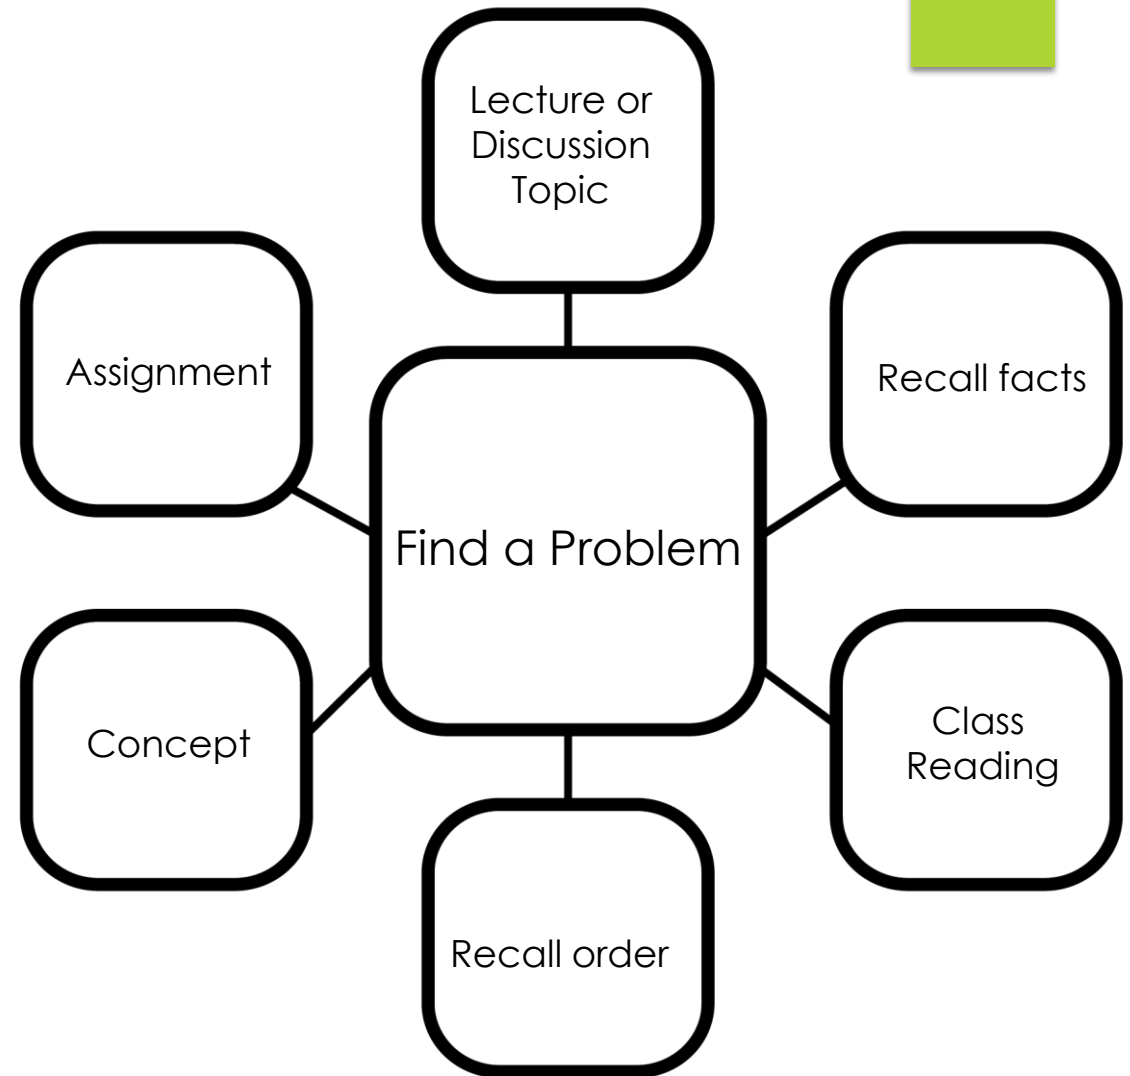 Lecture or
Discussion
Topic
Assignment
Recall facts
Find a Problem
Concept
Class
Reading
Recall order